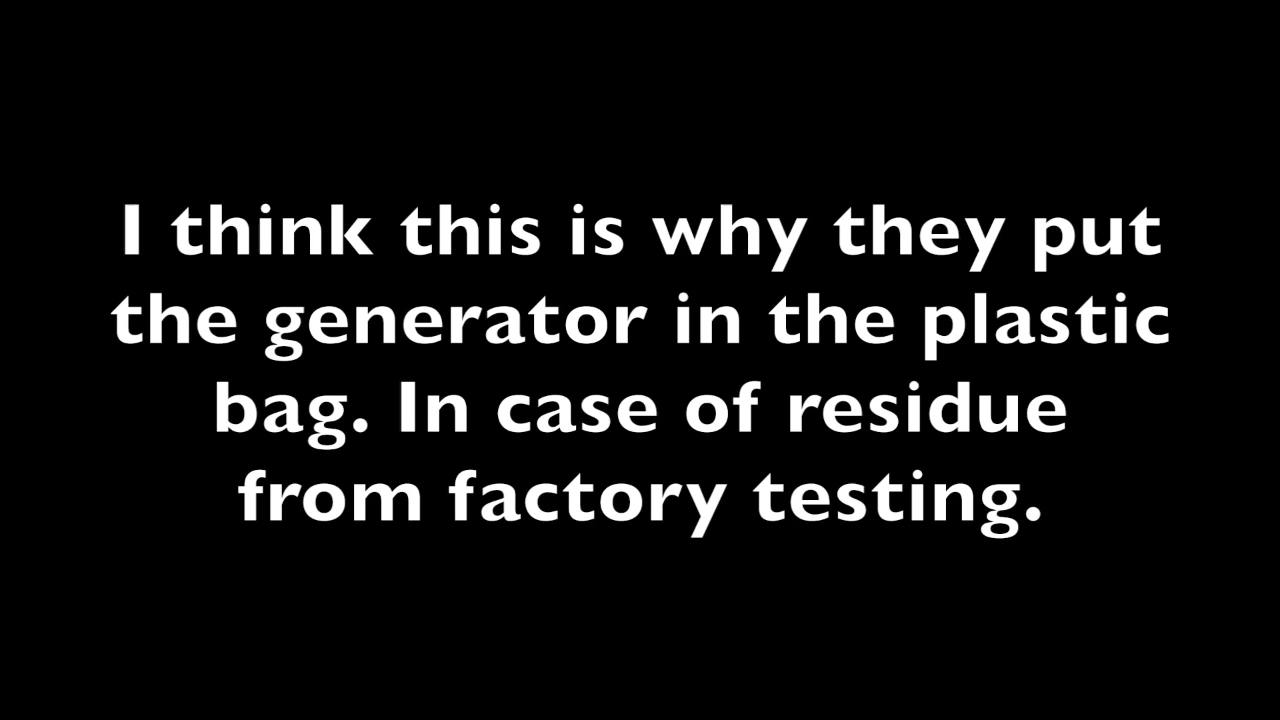 I think this is why they put
the generator in the plastic
bag. In case of residue
from factory testing.